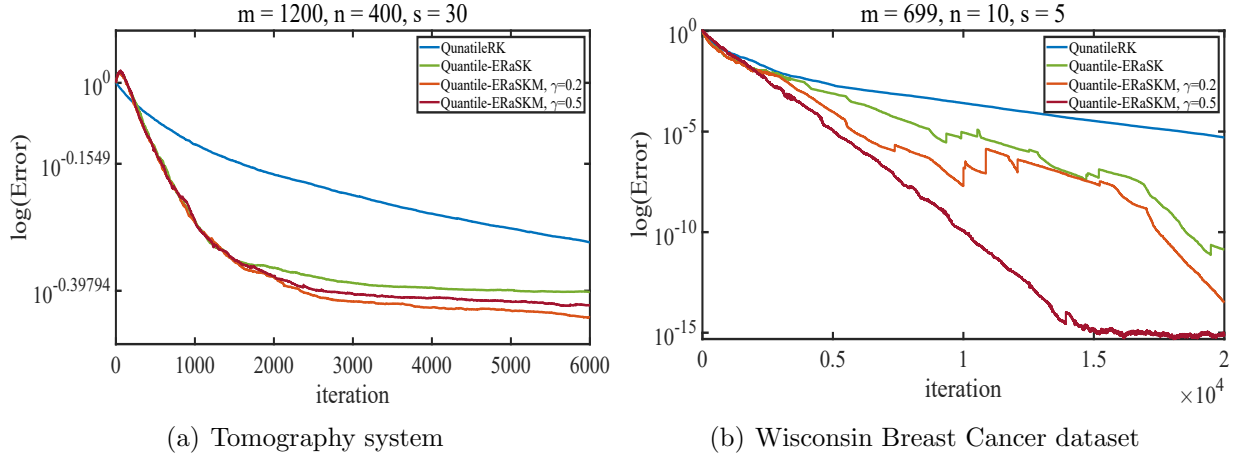 m = 1200, n = 400, s = 30
QunatileRK
Quantile-ERaSK
Quantile-ERaSKM, γ=0.2
Quantile-ERaSKM, γ=0.5
10^0
10^-0.1549
10^-0.39794
log(Error)
0 1000 2000 3000 4000 5000 6000
iteration
(a) Tomography system
m = 699, n = 10, s = 5
QunatileRK
Quantile-ERaSK
Quantile-ERaSKM, γ=0.2
Quantile-ERaSKM, γ=0.5
10^0
10^-5
10^-10
10^-15
log(Error)
0 0.5 1 1.5 2
×10^4
iteration
(b) Wisconsin Breast Cancer dataset